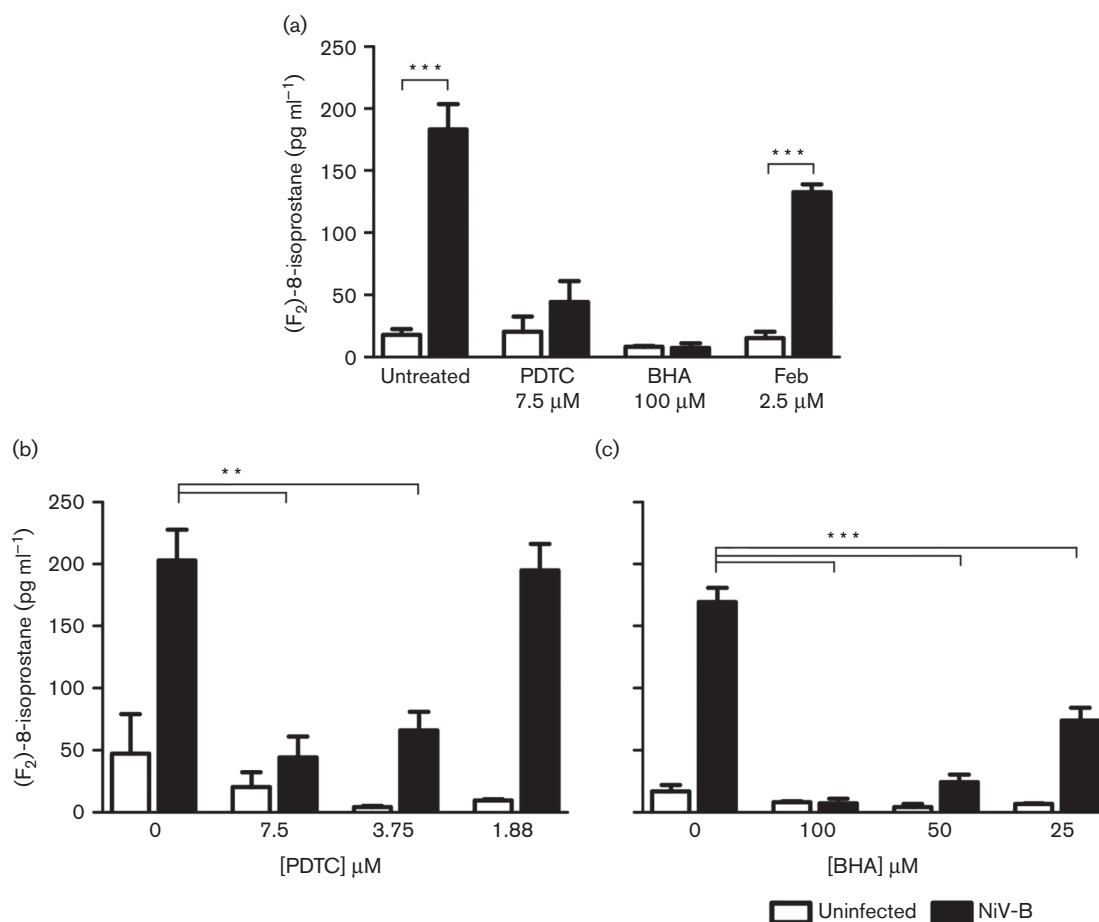 (a)
(F₂)-8-isoprostane (pg ml⁻¹)
250
200
150
100
50
0
***
***
Untreated PDTC BHA Feb
7.5 µM 100 µM 2.5 µM
(b)
(F₂)-8-isoprostane (pg ml⁻¹)
250
200
150
100
50
0
**
0 7.5 3.75 1.88
[PDTC] µM
(c)
***
0 100 50 25
[BHA] µM
Uninfected NiV-B